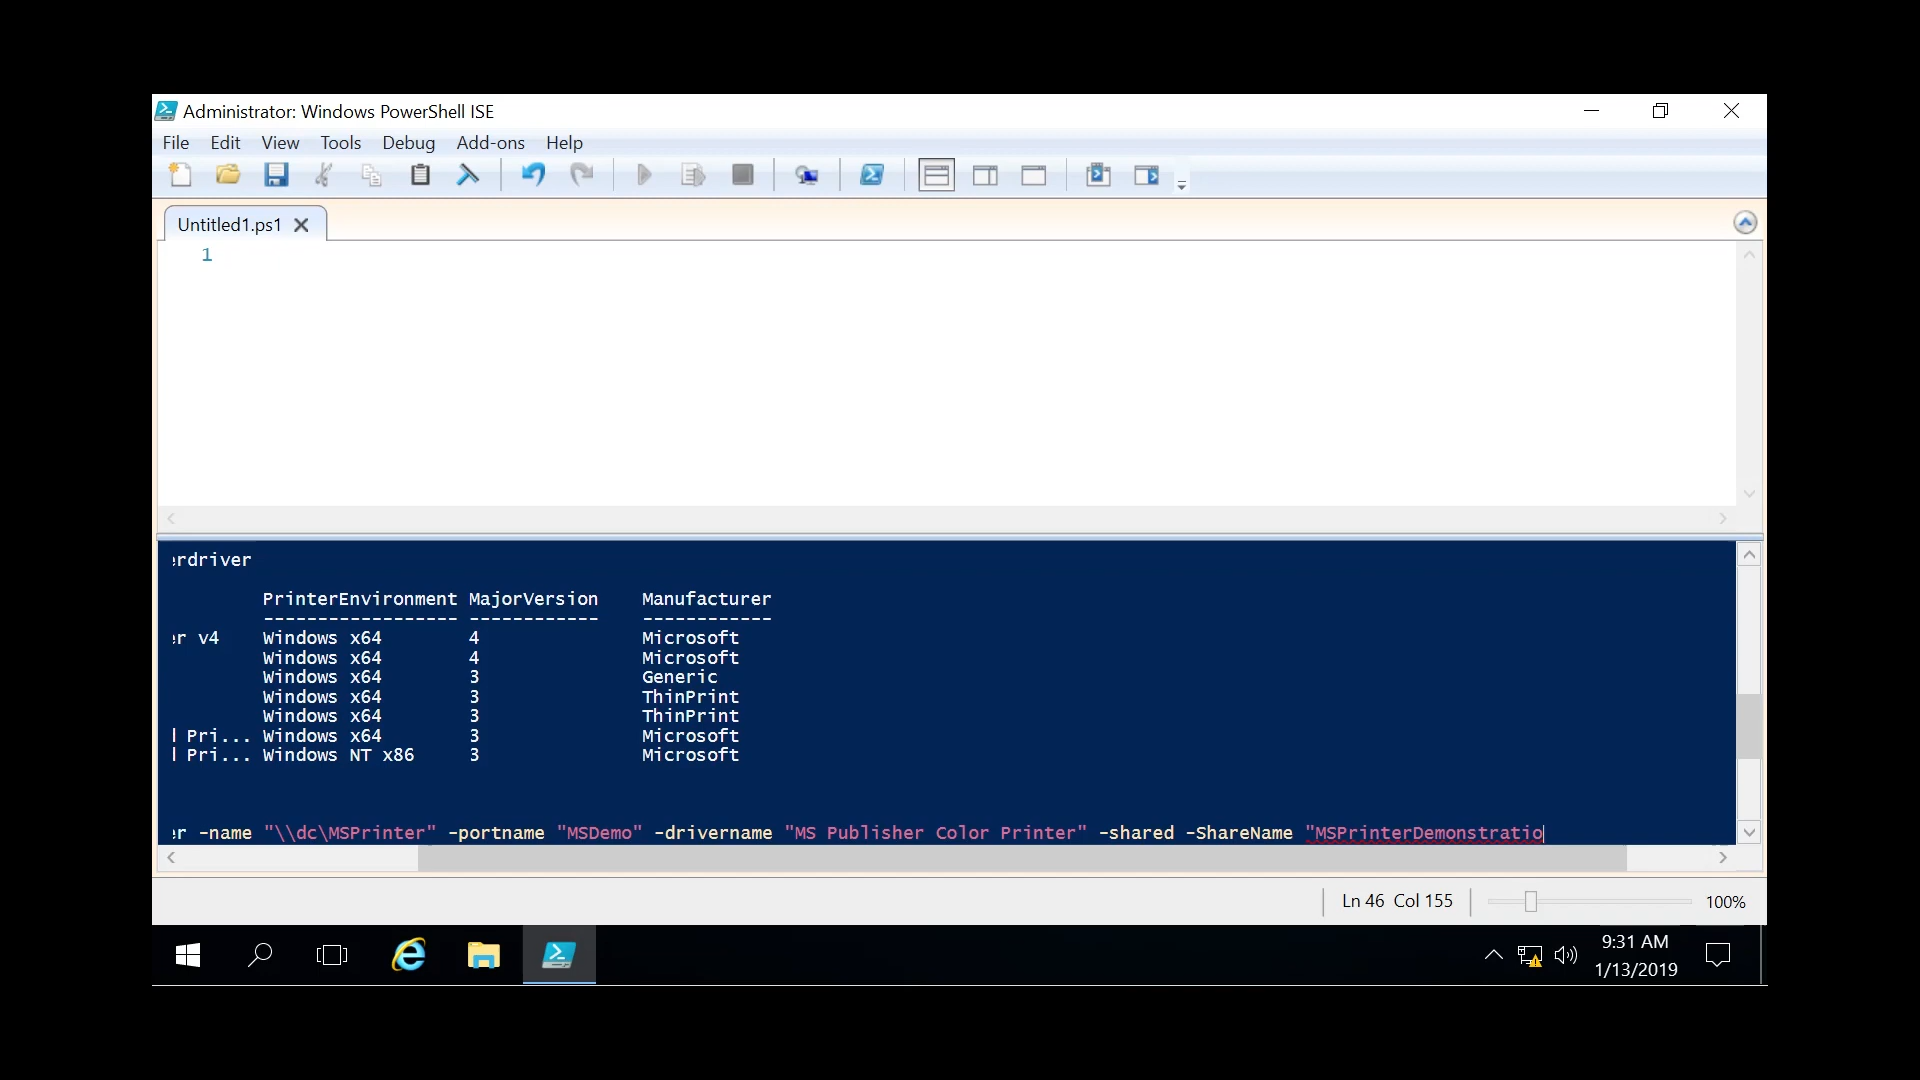 Administrator: Windows PowerShell ISE
File Edit View Tools Debug Add-ons Help
Untitled1.ps1
1
erdriver
PrinterEnvironment MajorVersion Manufacturer
------------------ ------------ ------------
er v4 Windows x64 4 Microsoft
Windows x64 4 Microsoft
Windows x64 3 Generic
Windows x64 3 ThinPrint
Windows x64 3 ThinPrint
Pri... Windows x64 3 Microsoft
Pri... Windows NT x86 3 Microsoft
er -name "\\dc\MSPrinter" -portname "MSDemo" -drivername "MS Publisher Color Printer" -shared -ShareName "MSPrinterDemonstratio
Ln 46 Col 155
100%
9:31 AM
1/13/2019